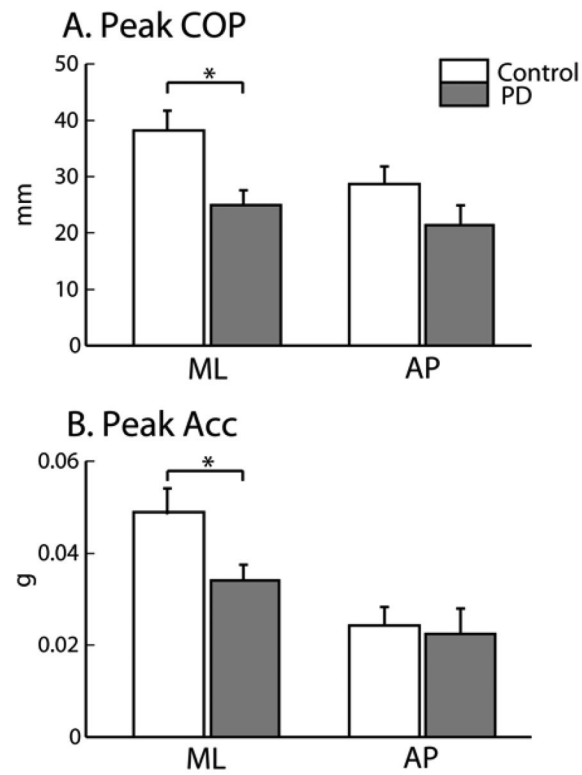 A. Peak COP
50
40
30
20
10
0
mm
*
Control
PD
ML
AP
B. Peak Acc
0.06
0.04
0.02
0
g
*
ML
AP